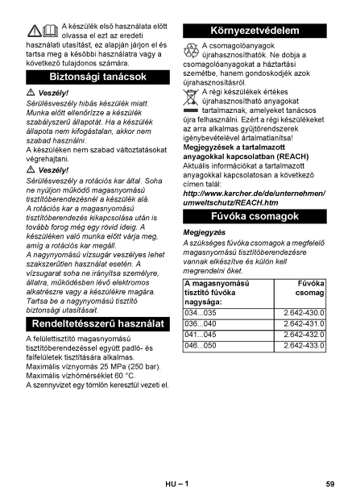 A készülék első használata előtt
olvassa el ezt az eredeti
használati utasítást, ez alapján járjon el és
tartsa meg a későbbi használatra vagy a
következő tulajdonos számára.
Biztonsági tanácsok
Veszély!
Sérülésveszély hibás készülék miatt.
Munka előtt ellenőrizze a készülék
szabályszerű állapotát. Ha a készülék
állapota nem kifogástalan, akkor nem
szabad használni.
A készüléken nem szabad változtatásokat
végrehajtani.
Veszély!
Sérülésveszély a rotációs kar által. Soha
ne nyúljon működő magasnyomású
tisztítóberendezésnél a készülék alá.
A rotációs kar a magasnyomású
tisztítóberendezés kikapcsolása után is
tovább forog még egy rövid ideig. A
készüléken való munka előtt várja meg,
amíg a rotációs kar megáll.
A nagynyomású vízsugár veszélyes lehet
szakszerűtlen használat esetén. A
vízsugarat soha ne irányítsa személyre,
állatra, működésben lévő elektromos
alkatrészre vagy a készülékre magára.
Tartsa be a nagynyomású tisztító
biztonsági utasításait.
Rendeltetésszerű használat
A felülettisztító magasnyomású
tisztítóberendezéssel együtt padló- és
falfelületek tisztítására alkalmas.
Maximális víznyomás 25 MPa (250 bar).
Maximális vízhőmérséklet 60 °C.
A szennyvizet egy tömlőn keresztül vezeti el.
Környezetvédelem
A csomagolóanyagok
újrahasznosíthatók. Ne dobja a
csomagolóanyagokat a háztartási
szemétbe, hanem gondoskodjék azok
újrahasznosításról.
A régi készülékek értékes
újrahasznosítható anyagokat
tartalmaznak, amelyeket tanácsos
újra felhasználni. Ezért a régi készülékeket
az arra alkalmas gyűjtőrendszerek
igénybevételével ártalmatlanítsa!
Megjegyzések a tartalmazott
anyagokkal kapcsolatban (REACH)
Aktuális információkat a tartalmazott
anyagokkal kapcsolatosan a következő
címen talál:
http://www.karcher.de/de/unternehmen/
umweltschutz/REACH.htm
Fúvóka csomagok
Megjegyzés
A szükséges fúvóka csomagok a megfelelő
magasnyomású tisztítóberendezésre
vannak elkészítve és külön kell
megrendelni őket.
A magasnyomású Fúvóka
tisztító fúvóka csomag
nagysága:
034...035 2.642-430.0
036...040 2.642-431.0
041...045 2.642-432.0
046...050 2.642-433.0
HU – 1 59